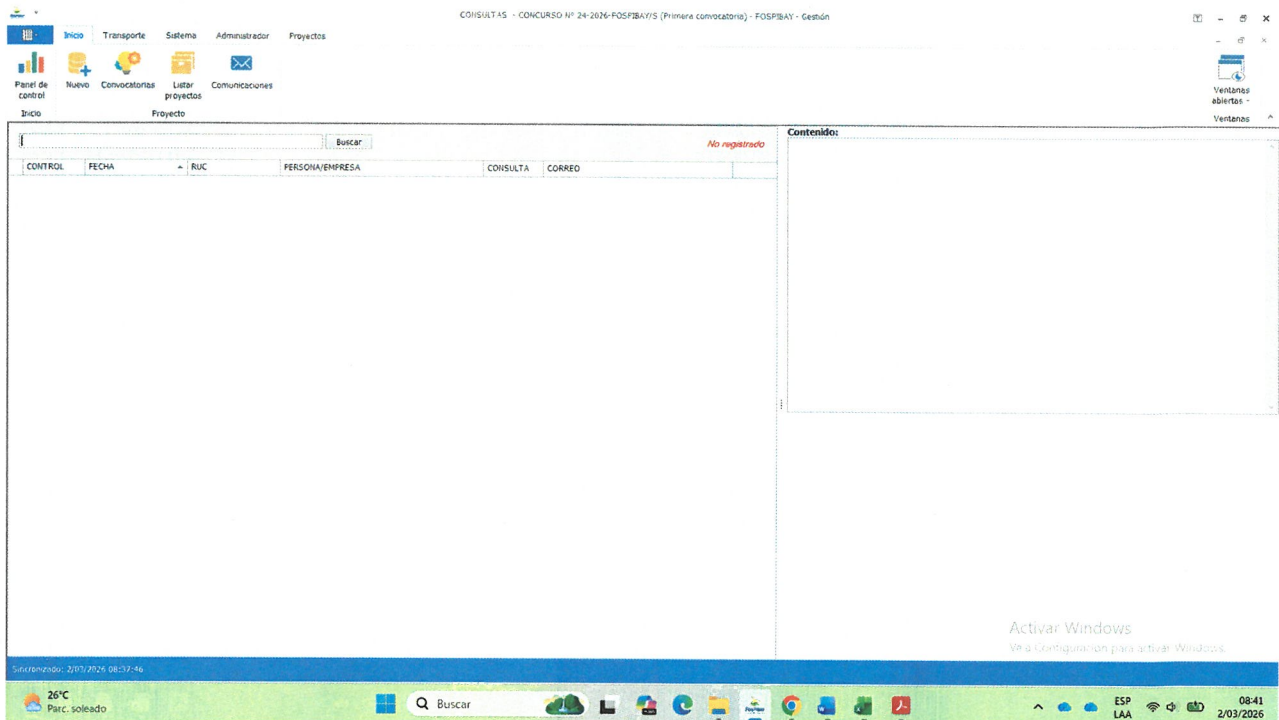 CONSULTAS - CONCURSO Nº 24-2026-FOSPIBAY/S (Primera convocatoria) - FOSPIBAY - Gestión
Inicio Transporte Sistema Administrador Proyectos
Panel de control Nuevo Convocatorias Listar proyectos Comunicaciones Ventanas abiertas
Inicio Proyecto Ventanas
Buscar No registrado Contenido:
CONTROL FECHA RUC PERSONA/EMPRESA CONSULTA CORREO
Activar Windows
Ve a Configuración para activar Windows.
Sincronizado: 2/03/2026 08:37:46
26°C
Parc. soleado
Buscar
ESP
LAA
08:41
2/03/2026